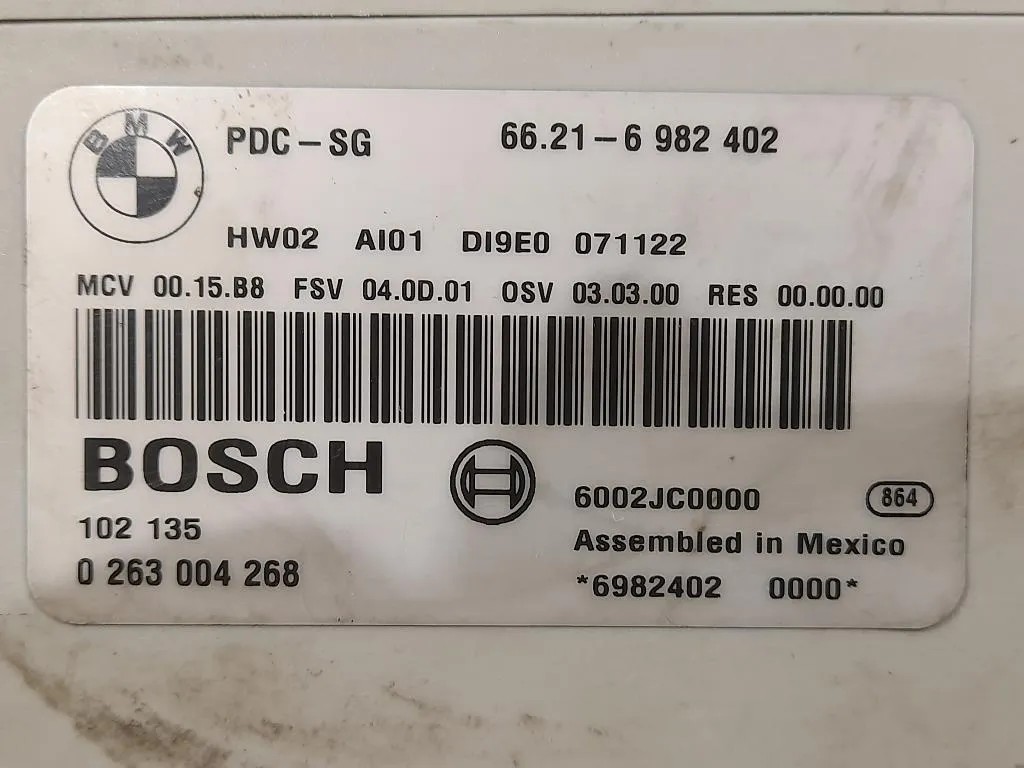 BMW
PDC-SG 66.21-6 982 402
HW02 AI01 DI9E0 071122
MCV 00.15.B8 FSV 04.0D.01 OSV 03.03.00 RES 00.00.00
BOSCH
6002JC0000 864
102 135
Assembled in Mexico
0 263 004 268
*6982402 0000*